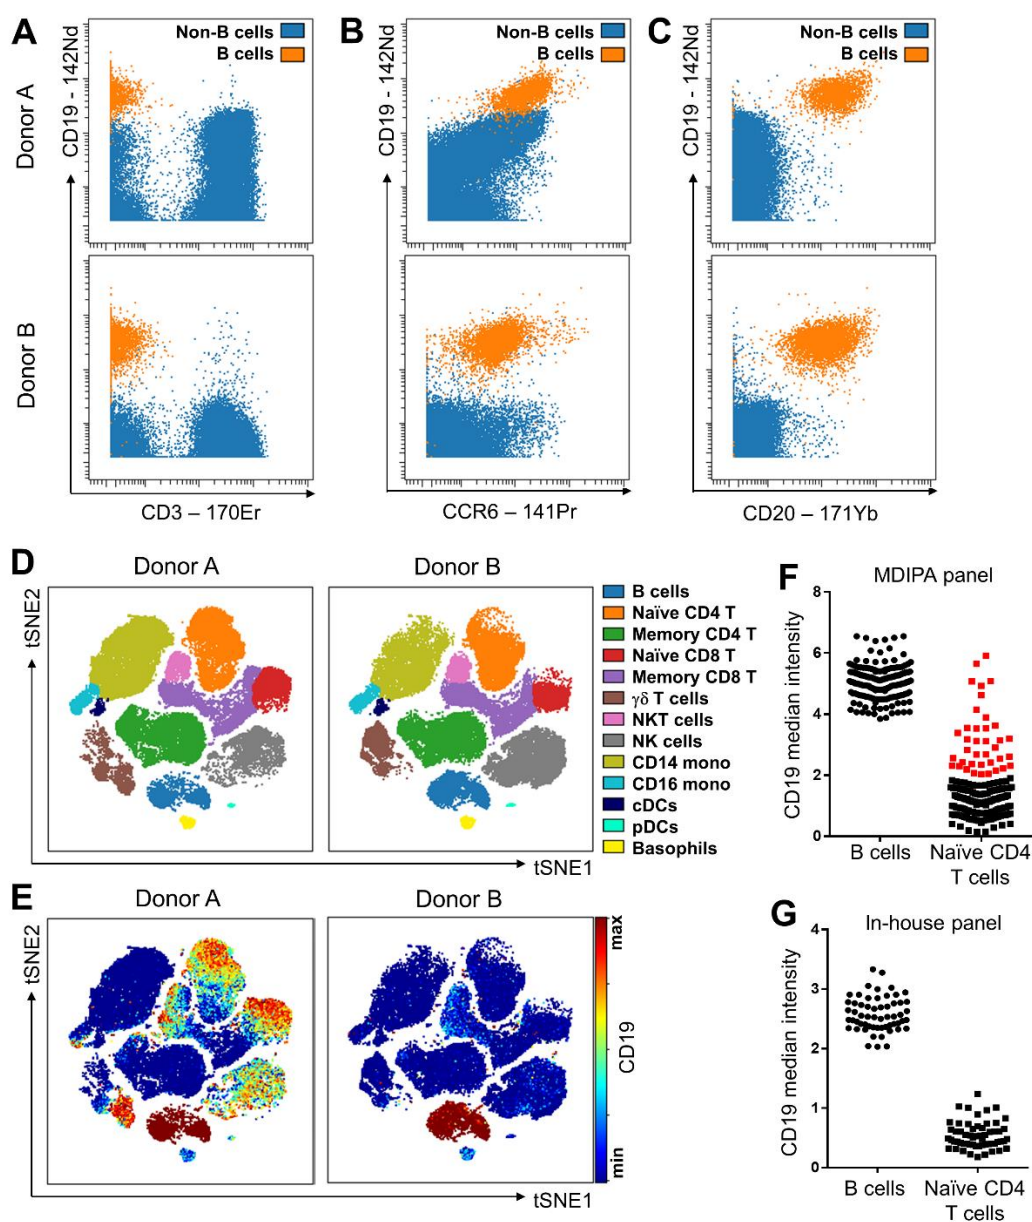 A
B
C
Non-B cells
B cells
Non-B cells
B cells
Non-B cells
B cells
Donor A
CD19 - 142Nd
CD19 - 142Nd
CD19 - 142Nd
Donor B
CD3 – 170Er
CCR6 – 141Pr
CD20 – 171Yb
D
Donor A
Donor B
tSNE2
tSNE1
B cells
Naïve CD4 T
Memory CD4 T
Naïve CD8 T
Memory CD8 T
γδ T cells
NKT cells
NK cells
CD14 mono
CD16 mono
cDCs
pDCs
Basophils
E
Donor A
Donor B
tSNE2
tSNE1
max
min
CD19
F
MDIPA panel
CD19 median intensity
8
6
4
2
0
B cells
Naïve CD4
T cells
G
In-house panel
CD19 median intensity
4
3
2
1
0
B cells
Naïve CD4
T cells